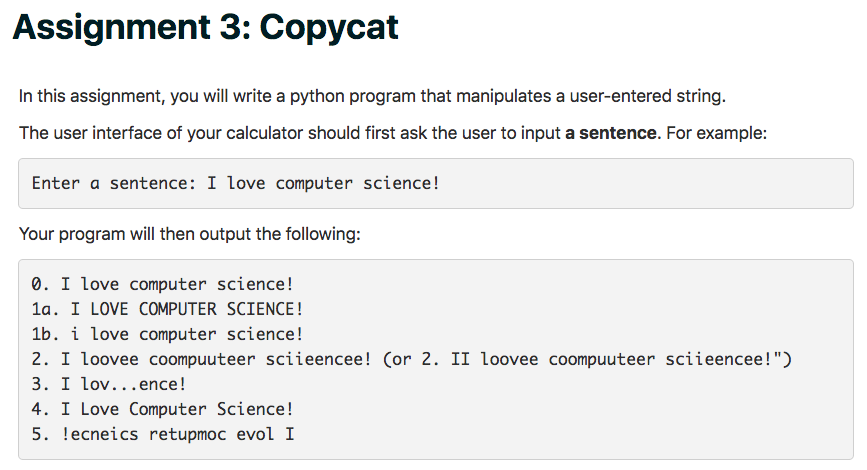 Assignment 3: Copycat
In this assignment, you will write a python program that manipulates a user-entered string.
The user interface of your calculator should first ask the user to input a sentence. For example:
Enter a sentence: I love computer science!
Your program will then output the following:
0. I love computer science!
1a. I LOVE COMPUTER SCIENCE!
1b. i love computer science!
2. I loovee coompuuteer sciieencee! (or 2. II loovee coompuuteer sciieencee!")
3. I lov...ence!
4. I Love Computer Science!
5. !ecneics retupmoc evol I